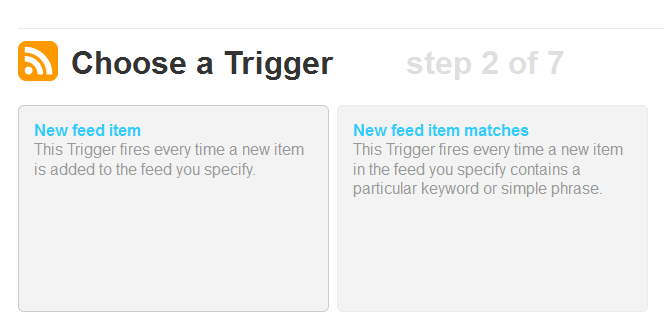 Choose a Trigger step 2 of 7
New feed item
This Trigger fires every time a new item
is added to the feed you specify.
New feed item matches
This Trigger fires every time a new item
in the feed you specify contains a
particular keyword or simple phrase.